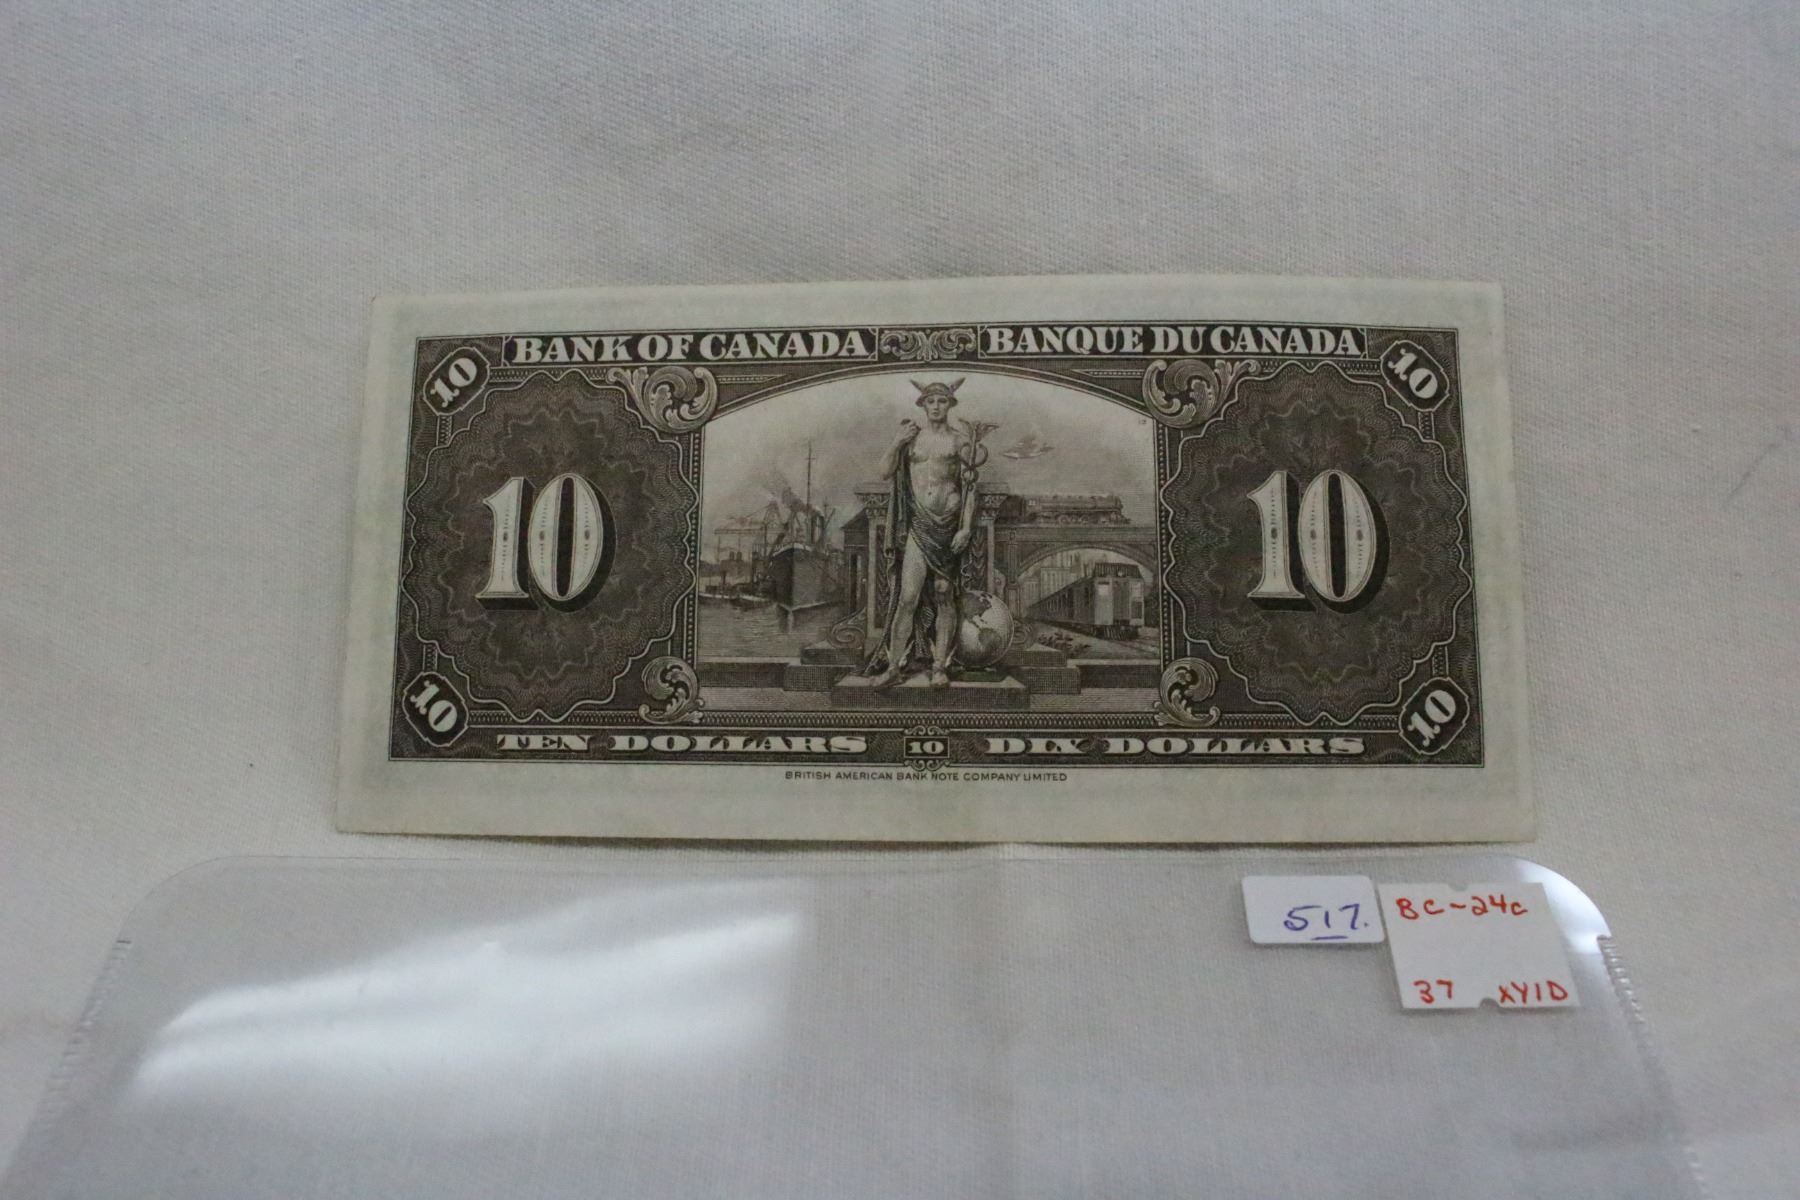 BANK OF CANADA BANQUE DU CANADA
10 10
10 10
10 10
TEN DOLLARS 10 DIX DOLLARS
BRITISH AMERICAN BANK NOTE COMPANY LIMITED
517.
BC-24c
37 XY1D